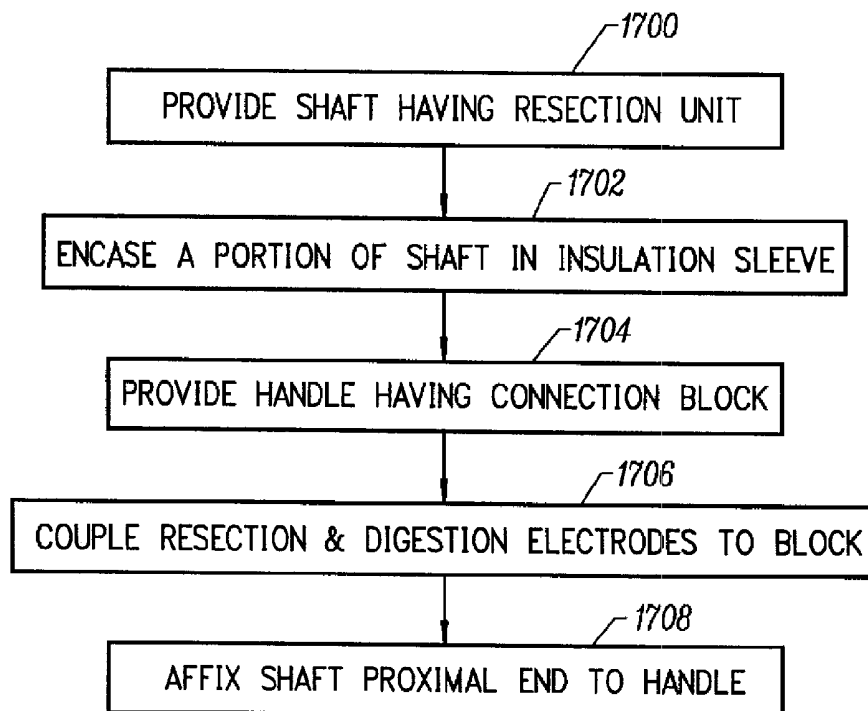 1700
PROVIDE SHAFT HAVING RESECTION UNIT
1702
ENCASE A PORTION OF SHAFT IN INSULATION SLEEVE
1704
PROVIDE HANDLE HAVING CONNECTION BLOCK
1706
COUPLE RESECTION & DIGESTION ELECTRODES TO BLOCK
1708
AFFIX SHAFT PROXIMAL END TO HANDLE